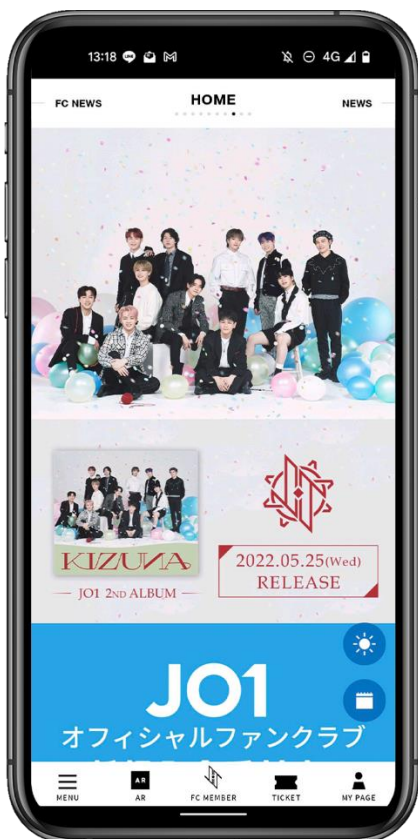 13:18
4G
FC NEWS
HOME
NEWS
KIZUNA
JO1 2ND ALBUM
2022.05.25(Wed)
RELEASE
JO1
オフィシャルファンクラブ
MENU
AR
AR
FC MEMBER
TICKET
MY PAGE